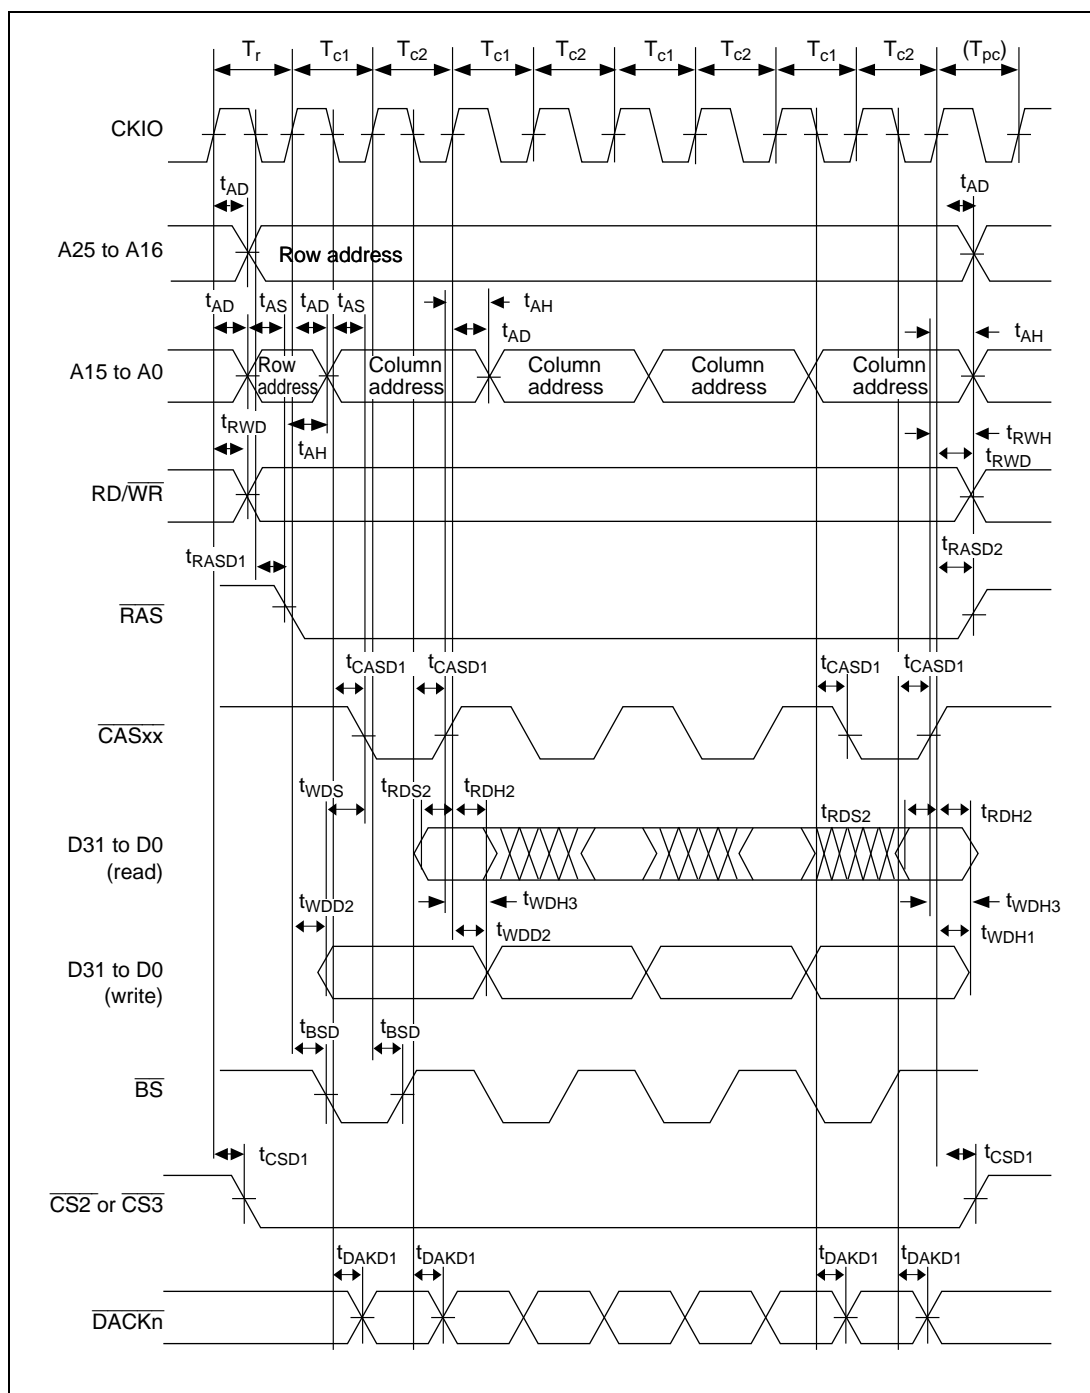 Tr Tc1 Tc2 Tc1 Tc2 Tc1 Tc2 Tc1 Tc2 (Tpc)
CKIO
tAD tAD
A25 to A16 Row address
tAD tAS tAD tAS tAH
tAD tAH
A15 to A0 Row address Column address Column address Column address Column address
tRWD tAH tRWH
tRWD
RD/WR
tRASD1 tRASD2
RAS
tCASD1 tCASD1 tCASD1 tCASD1
CASxx
tWDS tRDS2 tRDH2 tRDS2 tRDH2
D31 to D0
(read)
tWDD2 tWDH3 tWDH3
tWDD2 tWDH1
D31 to D0
(write)
tBSD tBSD
BS
tCSD1 tCSD1
CS2 or CS3
tDAKD1 tDAKD1 tDAKD1 tDAKD1
DACKn